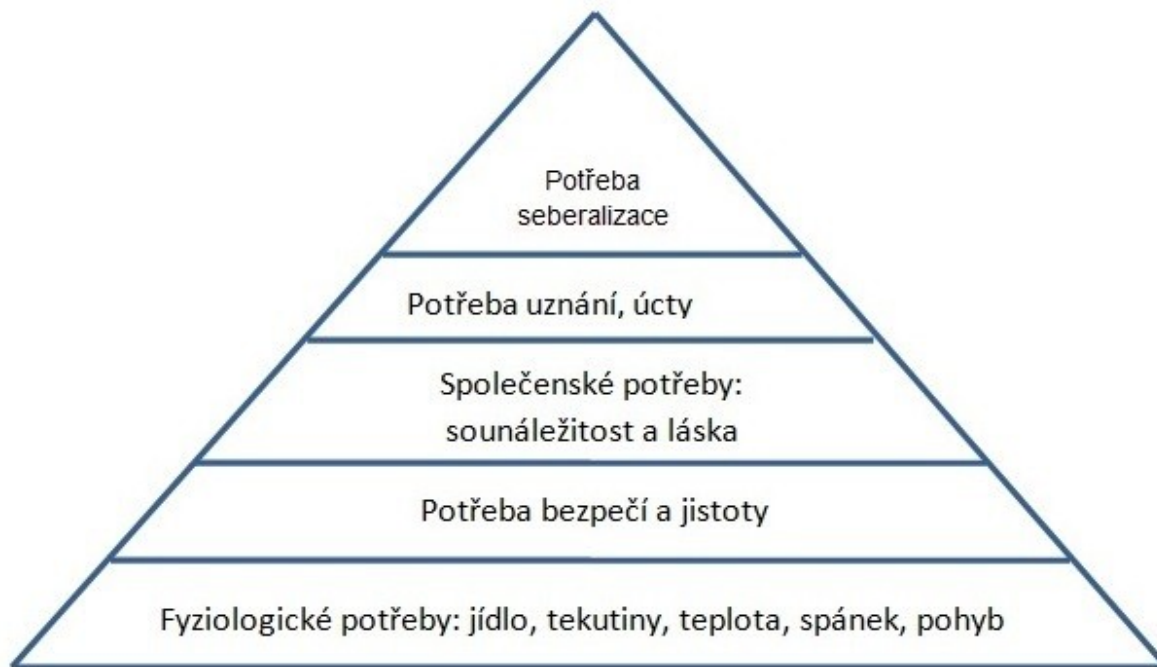 Potřeba
seberalizace
Potřeba uznání, úcty
Společenské potřeby:
sounáležitost a láska
Potřeba bezpečí a jistoty
Fyziologické potřeby: jídlo, tekutiny, teplota, spánek, pohyb